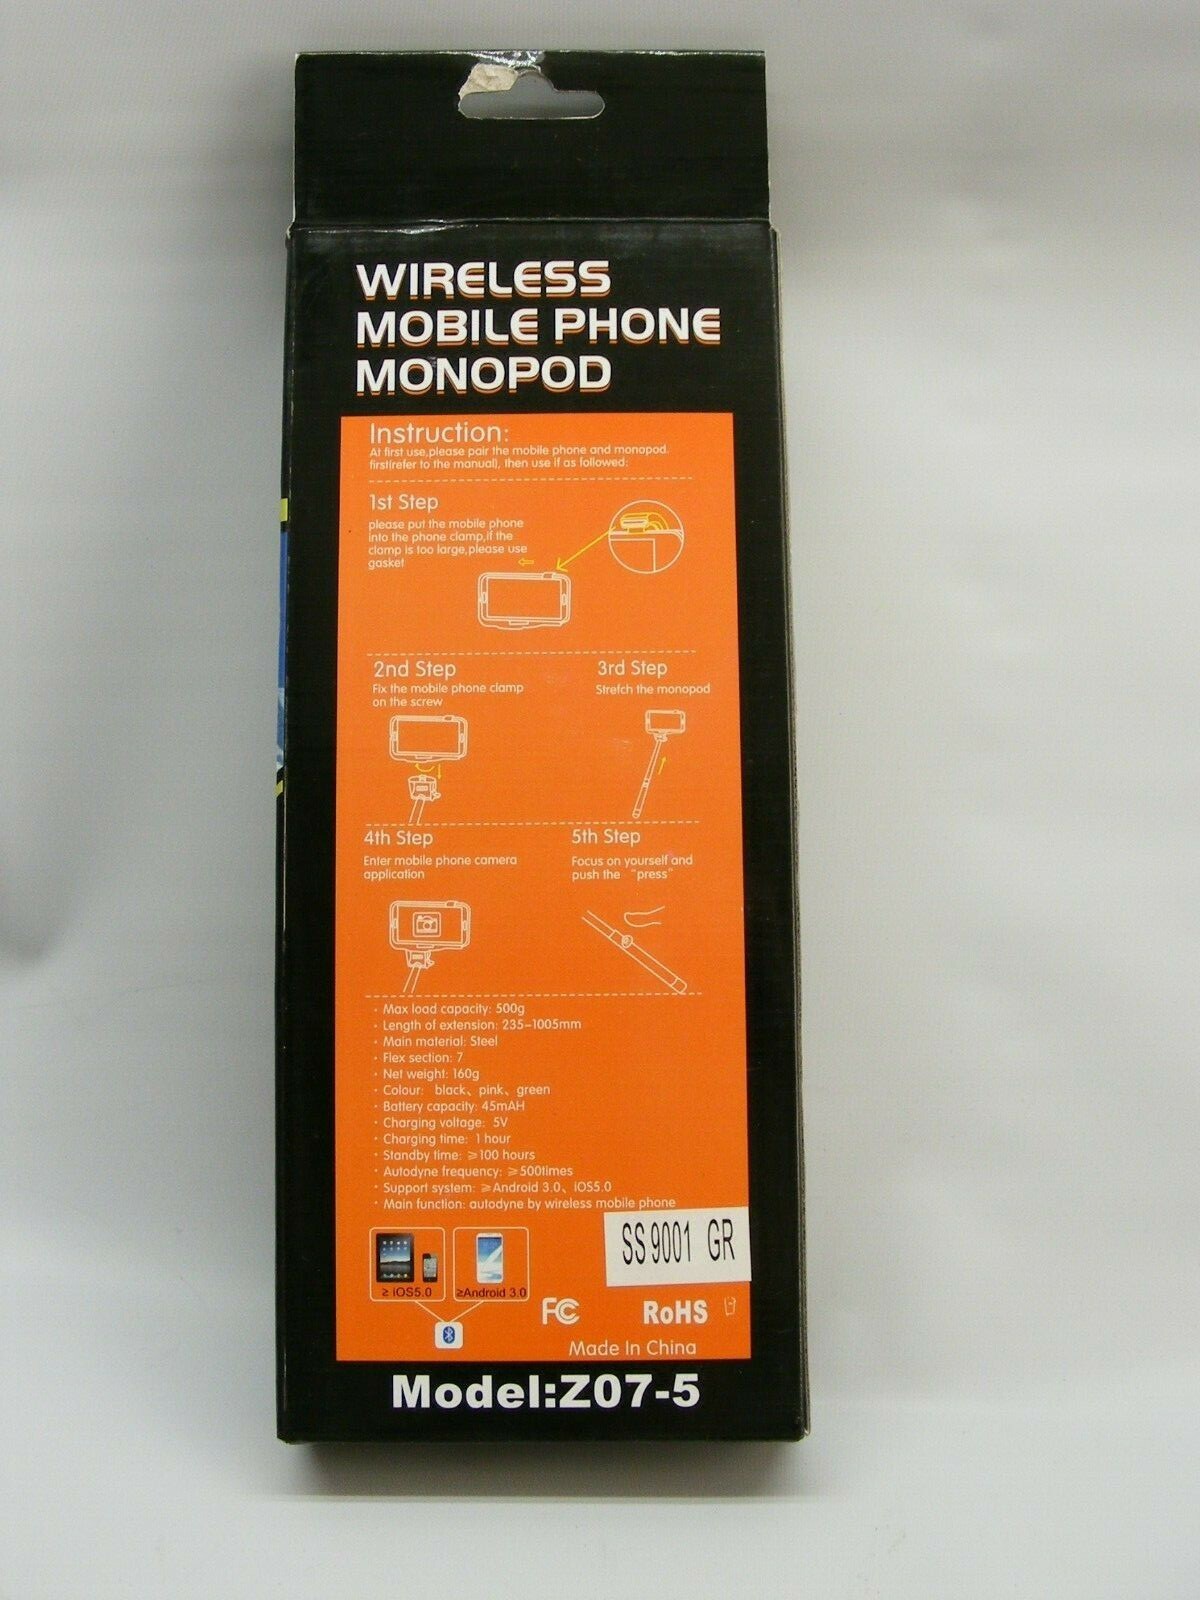 WIRELESS
MOBILE PHONE
MONOPOD
Instruction:
At first use,please pair the mobile phone and monopod.
first(refer to the manual), then use if as followed:
1st Step
please put the mobile phone
into the phone clamp,if the
clamp is too large,please use
gasket
2nd Step
Fix the mobile phone clamp
on the screw
3rd Step
Stretch the monopod
4th Step
Enter mobile phone camera
application
5th Step
Focus on yourself and
push the "press"
· Max load capacity: 500g
· Length of extension: 235-1005mm
· Main material: Steel
· Flex section: 7
· Net weight: 160g
· Colour: black、pink、green
· Battery capacity: 45mAH
· Charging voltage: 5V
· Charging time: 1 hour
· Standby time: ≥100 hours
· Autodyne frequency: ≥500times
· Support system: ≥Android 3.0、iOS5.0
· Main function: autodyne by wireless mobile phone
SS9001 GR
≥ iOS5.0
≥Android 3.0
FC
RoHS
Made In China
Model:Z07-5